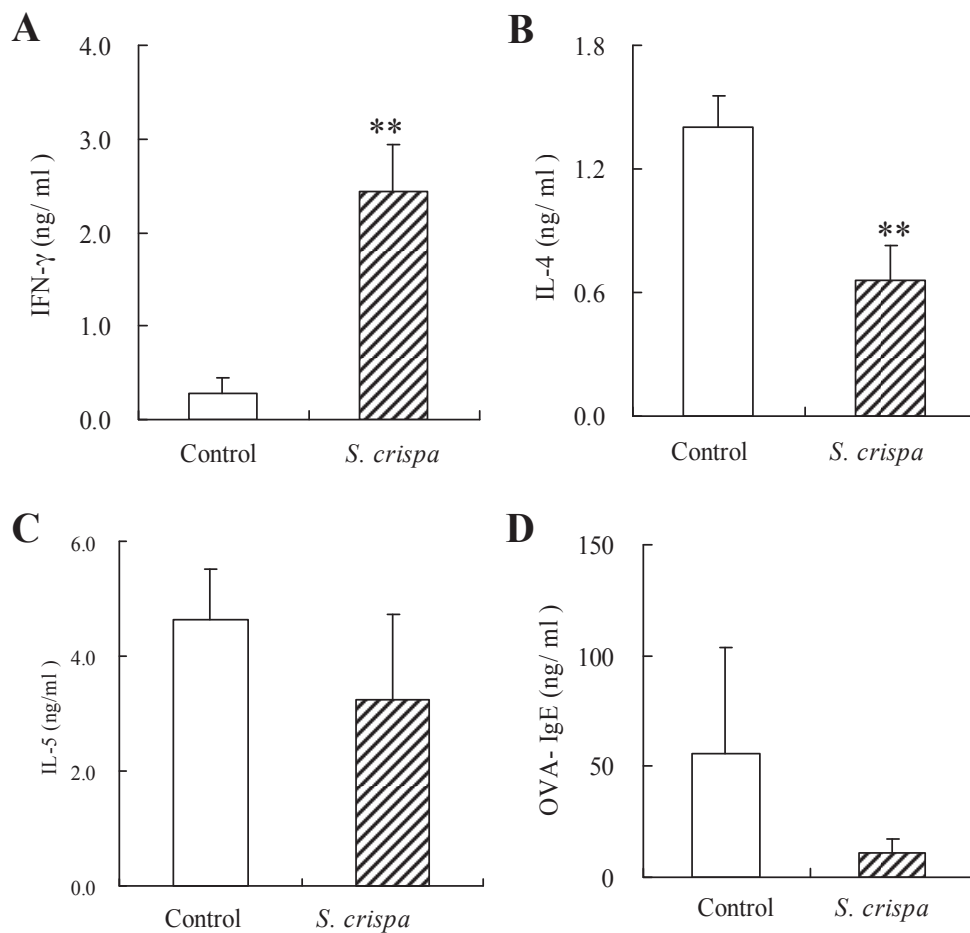 A
4.0
3.0
2.0
1.0
0.0
IFN-γ (ng/ ml )
**
Control
S. crispa
B
1.8
1.2
0.6
0.0
IL-4 (ng/ ml )
**
Control
S. crispa
C
6.0
4.0
2.0
0.0
IL-5 (ng/ml )
Control
S. crispa
D
150
100
50
0
OVA- IgE (ng/ ml )
Control
S. crispa